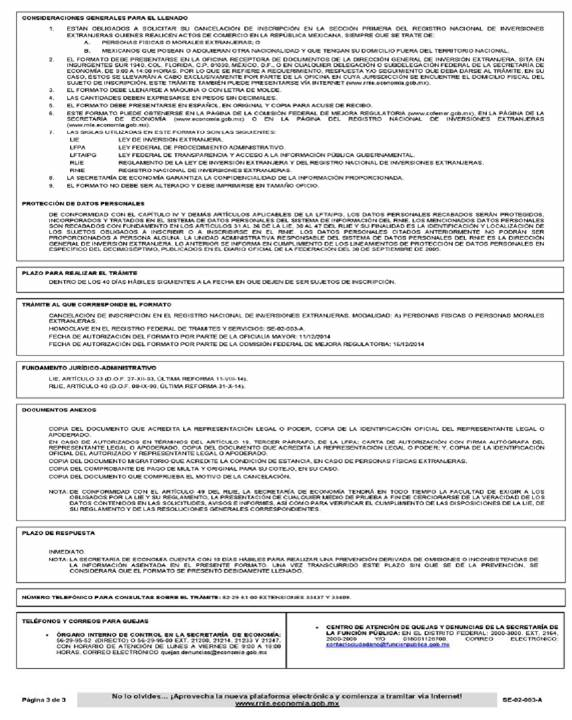 CONSIDERACIONES GENERALES PARA EL LLENADO
1. ESTAN OBLIGADOS A SOLICITAR SU CANCELACIÓN DE INSCRIPCIÓN EN LA SECCIÓN PRIMERA DEL REGISTRO NACIONAL DE INVERSIONES
EXTRANJERAS QUIENES REALICEN ACTOS DE COMERCIO EN LA REPÚBLICA MEXICANA, SIEMPRE QUE SE TRATE DE:
A. PERSONAS FÍSICAS O MORALES EXTRANJERAS; O
B. MEXICANOS QUE POSEAN O ADQUIERAN OTRA NACIONALIDAD Y QUE TENGAN SU DOMICILIO FUERA DEL TERRITORIO NACIONAL.
2. EL FORMATO DE DE PRESENTARSE EN LA OFICINA RECEPTORA DE DOCUMENTOS DE LA DIRECCIÓN GENERAL DE INVERSIÓN EXTRANJERA, SITA EN
INSURGENTES SUR 1940, COL. FLORIDA, C.P. 01030, MÉXICO, D.F., O EN CUALQUIER DELEGACIÓN O SUBDELEGACIÓN FEDERAL DE LA SECRETARÍA DE
ECONOMÍA, DE 9:00 A 14:00 HORAS. POR LO QUE SE REFIERE A REQUERIMIENTO, RESPUESTA Y/O SEGUIMIENTO QUE DEBA DARSE AL TRÁMITE, EN SU
CASO, ESTOS SE LLEVARÁN A CABO EXCLUSIVAMENTE POR PARTE DE LA OFICINA EN CUYA JURISDICCIÓN SE ENCUENTRE EL DOMICILIO FISCAL DEL
SUJETO DE INSCRIPCIÓN. ESTE TRÁMITE TAMBIÉN PUEDE PRESENTARSE VÍA INTERNET (www.rnie.economia.gob.mx).
3. EL FORMATO DEBE LLENARSE A MÁQUINA O CON LETRA DE MOLDE.
4. LAS CANTIDADES DEBEN EXPRESARSE EN PESOS SIN DECIMALES.
5. EL FORMATO DEBE PRESENTARSE EN ESPAÑOL, EN ORIGINAL Y COPIA PARA ACUSE DE RECIBO.
6. ESTE FORMATO PUEDE OBTENERSE EN LA PÁGINA DE LA COMISIÓN FEDERAL DE MEJORA REGULATORIA (www.cofemer.gob.mx), EN LA PÁGINA DE LA
SECRETARÍA DE ECONOMÍA (www.economia.gob.mx) O EN LA PÁGINA DEL REGISTRO NACIONAL DE INVERSIONES EXTRANJERAS
(www.rnie.economia.gob.mx).
7. LAS SIGLAS UTILIZADAS EN ESTE FORMATO SON LAS SIGUIENTES:
LIE LEY DE INVERSIÓN EXTRANJERA.
LFPA LEY FEDERAL DE PROCEDIMIENTO ADMINISTRATIVO.
LFTAIPG LEY FEDERAL DE TRANSPARENCIA Y ACCESO A LA INFORMACIÓN PÚBLICA GUBERNAMENTAL.
RLIE REGLAMENTO DE LA LEY DE INVERSIÓN EXTRANJERA Y DEL REGISTRO NACIONAL DE INVERSIONES EXTRANJERAS.
RNIE REGISTRO NACIONAL DE INVERSIONES EXTRANJERAS.
8. LA SECRETARÍA DE ECONOMÍA GARANTIZA LA CONFIDENCIALIDAD DE LA INFORMACIÓN PROPORCIONADA.
9. EL FORMATO NO DEBE SER ALTERADO Y DEBE IMPRIMIRSE EN TAMAÑO OFICIO.
PROTECCIÓN DE DATOS PERSONALES
DE CONFORMIDAD CON EL CAPÍTULO IV Y DEMÁS ARTÍCULOS APLICABLES DE LA LFTAIPG, LOS DATOS PERSONALES RECABADOS SERÁN PROTEGIDOS,
INCORPORADOS Y TRATADOS EN EL SISTEMA DE DATOS PERSONALES DEL SISTEMA DE INFORMACIÓN DEL RNIE. LOS MENCIONADOS DATOS PERSONALES
SON RECABADOS CON FUNDAMENTO EN LOS ARTÍCULOS 31 AL 36 DE LA LIE, 30 AL 47 DEL RLIE Y SU FINALIDAD ES LA IDENTIFICACIÓN Y LOCALIZACIÓN DE
LOS SUJETOS OBLIGADOS A INSCRIBIR O A INSCRIBIRSE EN EL RNIE. LOS DATOS PERSONALES CITADOS ANTERIORMENTE NO PODRÁN SER
PROPORCIONADOS A PERSONA ALGUNA. LA UNIDAD ADMINISTRATIVA RESPONSABLE DEL SISTEMA DE DATOS PERSONALES DEL RNIE ES LA DIRECCIÓN
GENERAL DE INVERSIÓN EXTRANJERA. LO ANTERIOR SE INFORMA EN CUMPLIMIENTO DE LOS LINEAMIENTOS DE PROTECCIÓN DE DATOS PERSONALES EN
ESPECÍFICO DEL DECIMOSÉPTIMO, PUBLICADOS EN EL DIARIO OFICIAL DE LA FEDERACIÓN DEL 30 DE SEPTIEMBRE DE 2005.
PLAZO PARA REALIZAR EL TRÁMITE
DENTRO DE LOS 40 DÍAS HÁBILES SIGUIENTES A LA FECHA EN QUE DEJEN DE SER SUJETOS DE INSCRIPCIÓN.
TRÁMITE AL QUE CORRESPONDE EL FORMATO
CANCELACIÓN DE INSCRIPCIÓN EN EL REGISTRO NACIONAL DE INVERSIONES EXTRANJERAS. MODALIDAD: A) PERSONAS FÍSICAS O PERSONAS MORALES
EXTRANJERAS.
HOMOCLAVE EN EL REGISTRO FEDERAL DE TRÁMITES Y SERVICIOS: SE-02-003-A.
FECHA DE AUTORIZACIÓN DEL FORMATO POR PARTE DE LA OFICIALÍA MAYOR: 11/12/2014
FECHA DE AUTORIZACIÓN DEL FORMATO POR PARTE DE LA COMISIÓN FEDERAL DE MEJORA REGULATORIA: 15/12/2014
FUNDAMENTO JURÍDICO-ADMINISTRATIVO
LIE, ARTÍCULO 33 (D.O.F. 27-XII-93, ÚLTIMA REFORMA 11-VIII-14).
RLIE, ARTÍCULO 40 (D.O.F. 08-IX-98, ÚLTIMA REFORMA 31-X-14).
DOCUMENTOS ANEXOS
COPIA DEL DOCUMENTO QUE ACREDITA LA REPRESENTACIÓN LEGAL O PODER, COPIA DE LA IDENTIFICACIÓN OFICIAL DEL REPRESENTANTE LEGAL O
APODERADO.
EN CASO DE AUTORIZADOS EN TÉRMINOS DEL ARTÍCULO 19, TERCER PÁRRAFO, DE LA LFPA: CARTA DE AUTORIZACIÓN CON FIRMA AUTÓGRAFA DEL
REPRESENTANTE LEGAL O APODERADO, COPIA DEL DOCUMENTO QUE ACREDITA LA REPRESENTACIÓN LEGAL O PODER; Y, COPIA DE LA IDENTIFICACIÓN
OFICIAL DEL AUTORIZADO Y REPRESENTANTE LEGAL O APODERADO.
COPIA DEL DOCUMENTO MIGRATORIO QUE ACREDITE LA CONDICIÓN DE ESTANCIA, EN CASO DE PERSONAS FÍSICAS EXTRANJERAS.
COPIA DEL COMPROBANTE DE PAGO DE MULTA Y ORIGINAL PARA SU COTEJO, EN SU CASO.
COPIA DEL DOCUMENTO QUE COMPRUEBA EL MOTIVO DE LA CANCELACIÓN.
NOTA: DE CONFORMIDAD CON EL ARTÍCULO 49 DEL RLIE, LA SECRETARÍA DE ECONOMÍA TENDRÁ EN TODO TIEMPO LA FACULTAD DE EXIGIR A LOS
OBLIGADOS POR LA LIE Y SU REGLAMENTO, LA PRESENTACIÓN DE CUALQUIER MEDIO DE PRUEBA A FIN DE CERCIORARSE DE LA VERACIDAD DE LOS
DATOS CONTENIDOS EN LAS SOLICITUDES, AVISOS E INFORMES, ASÍ COMO PARA VERIFICAR EL CUMPLIMIENTO DE LAS DISPOSICIONES DE LA LIE, DE
SU REGLAMENTO Y DE LAS RESOLUCIONES GENERALES CORRESPONDIENTES.
PLAZO DE RESPUESTA
INMEDIATO.
NOTA: LA SECRETARÍA DE ECONOMÍA CUENTA CON 10 DÍAS HÁBILES PARA REALIZAR UNA PREVENCIÓN DERIVADA DE OMISIONES O INCONSISTENCIAS DE
LA INFORMACIÓN ASENTADA EN EL PRESENTE FORMATO. UNA VEZ TRANSCURRIDO ESTE PLAZO SIN QUE SE DÉ LA PREVENCIÓN, SE
CONSIDERARÁ QUE EL FORMATO SE PRESENTÓ DEBIDAMENTE LLENADO.
NÚMERO TELEFÓNICO PARA CONSULTAS SOBRE EL TRÁMITE: 52-29-61-00 EXTENSIONES 33437 Y 33609.
TELÉFONOS Y CORREOS PARA QUEJAS
• ÓRGANO INTERNO DE CONTROL EN LA SECRETARÍA DE ECONOMÍA:
56-29-95-52 (DIRECTO) O 56-29-95-00 EXT. 21200, 21214, 21233 Y 21247,
CON HORARIO DE ATENCIÓN DE LUNES A VIERNES DE 9:00 A 18:00
HORAS. CORREO ELECTRÓNICO quejas.denuncias@economia.gob.mx
• CENTRO DE ATENCIÓN DE QUEJAS Y DENUNCIAS DE LA SECRETARÍA DE
LA FUNCIÓN PÚBLICA: EN EL DISTRITO FEDERAL: 2000-3000, EXT. 2164,
2000-2000 Y/O 018001128700. CORREO ELECTRÓNICO:
contactociudadano@funcionpublica.gob.mx
Página 3 de 3
No lo olvides... ¡Aprovecha la nueva plataforma electrónica y comienza a tramitar vía Internet!
www.rnie.economia.gob.mx
SE-02-003-A